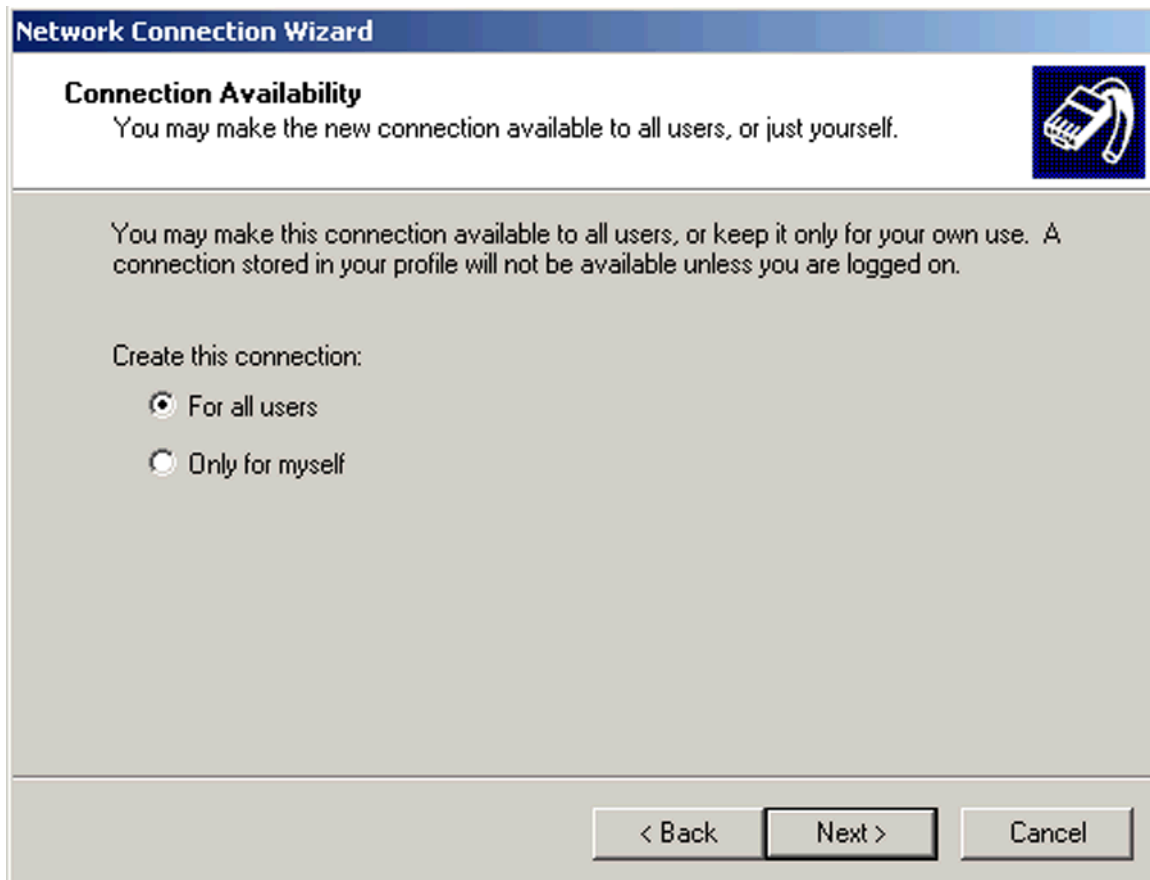 Network Connection Wizard
Connection Availability
You may make the new connection available to all users, or just yourself.
You may make this connection available to all users, or keep it only for your own use. A
connection stored in your profile will not be available unless you are logged on.
Create this connection:
For all users
Only for myself
< Back
Next >
Cancel